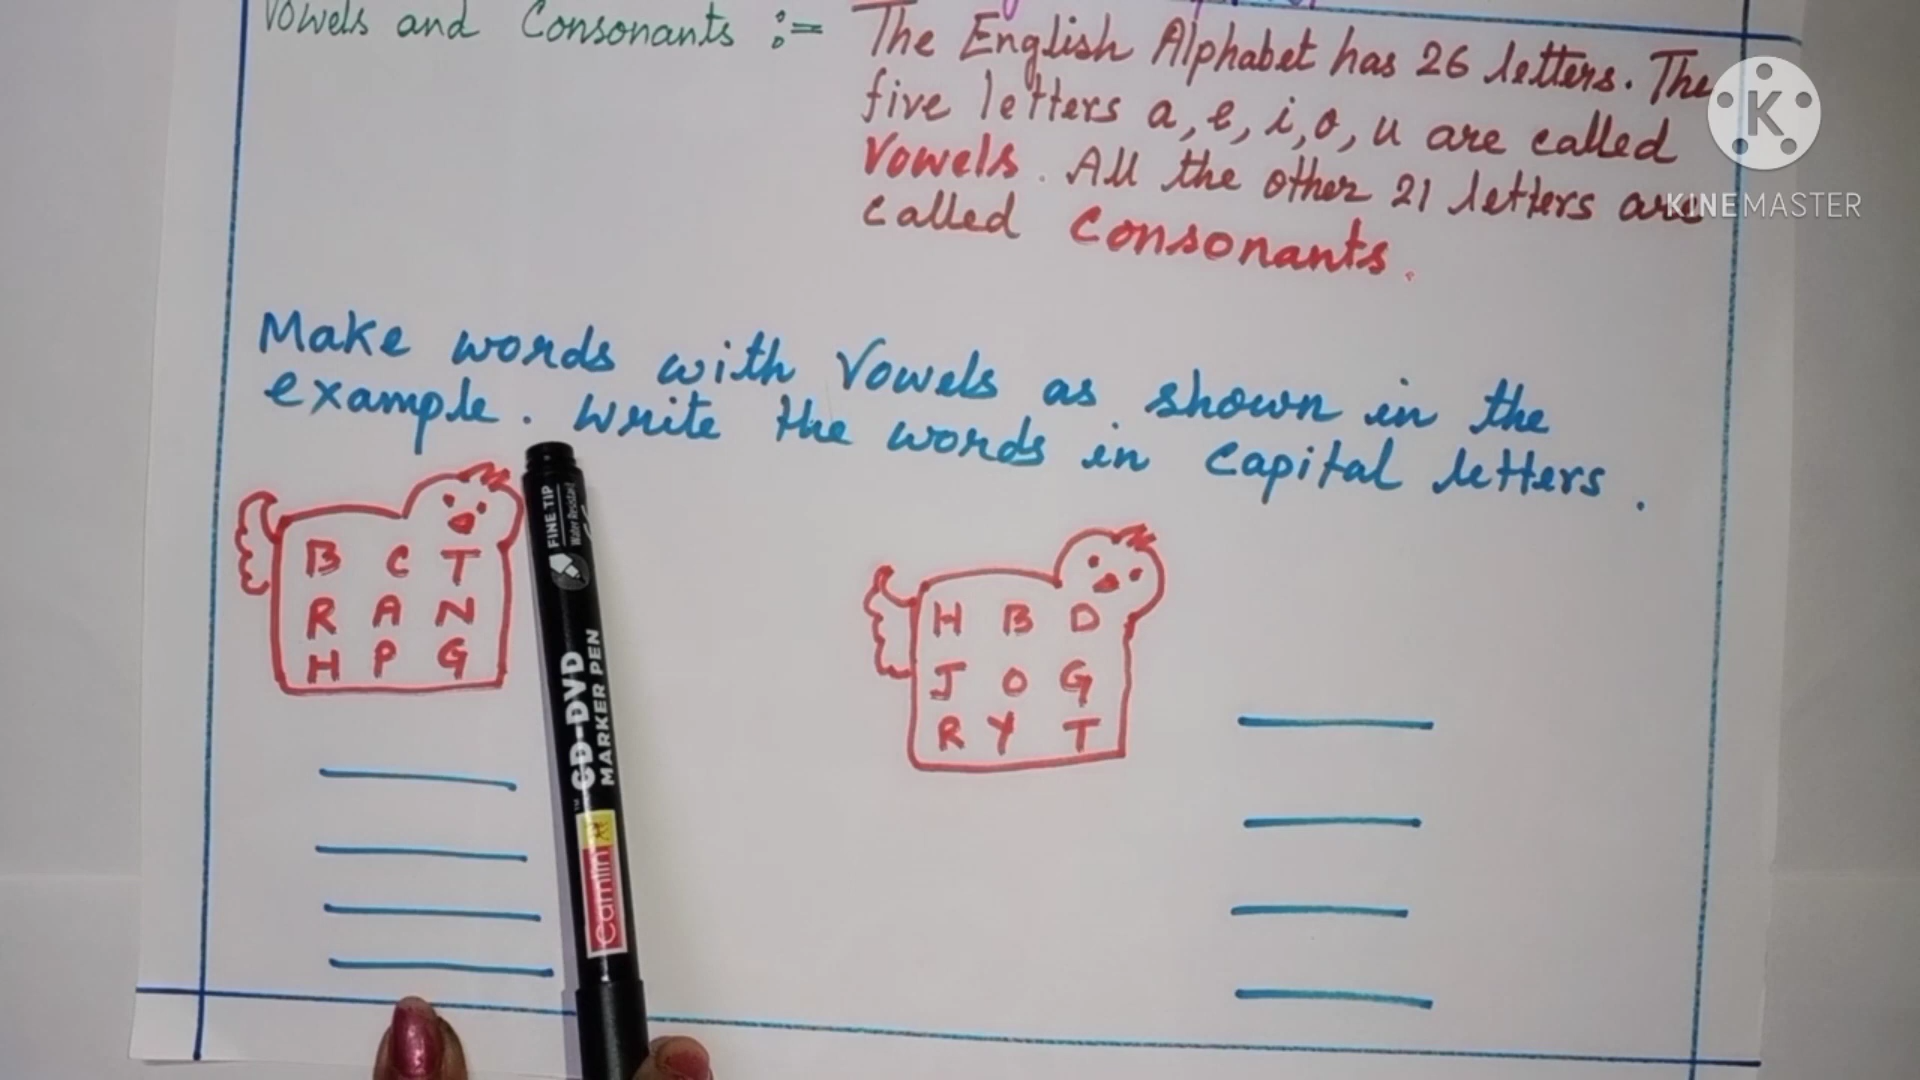 Vowels and Consonants :=
The English Alphabet has 26 letters. The
five letters a, e, i, o, u are called
Vowels. All the other 21 letters are
called Consonants.
K
KINEMASTER
Make words with Vowels as shown in the
example. Write the words in Capital letters.
B C T
R A N
H P G
H B D
J O G
R Y T
FINE TIP
Water Resistant
CD-DVD
MARKER PEN
Camlin